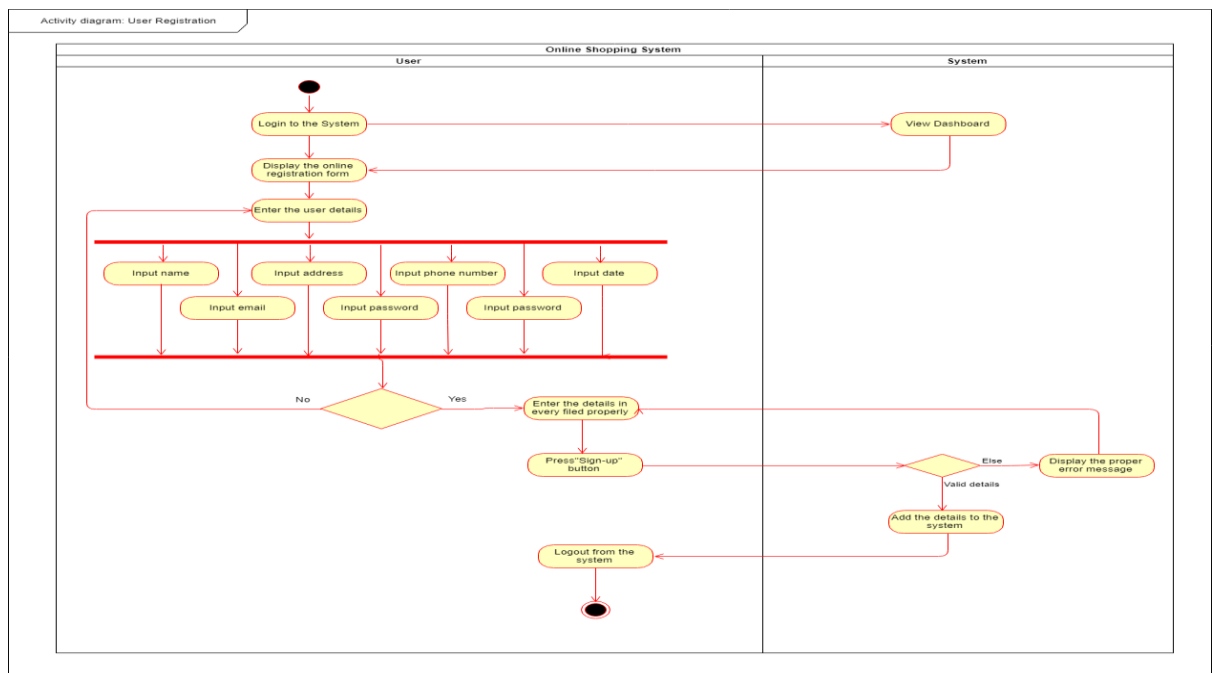 Activity diagram: User Registration
Online Shopping System
User
System
Login to the System
View Dashboard
Display the online
registration form
Enter the user details
Input name
Input address
Input phone number
Input date
Input email
Input password
Input password
No
Yes
Enter the details in
every filed properly
Press"Sign-up"
button
Else
Display the proper
error message
Valid details
Add the details to the
system
Logout from the
system